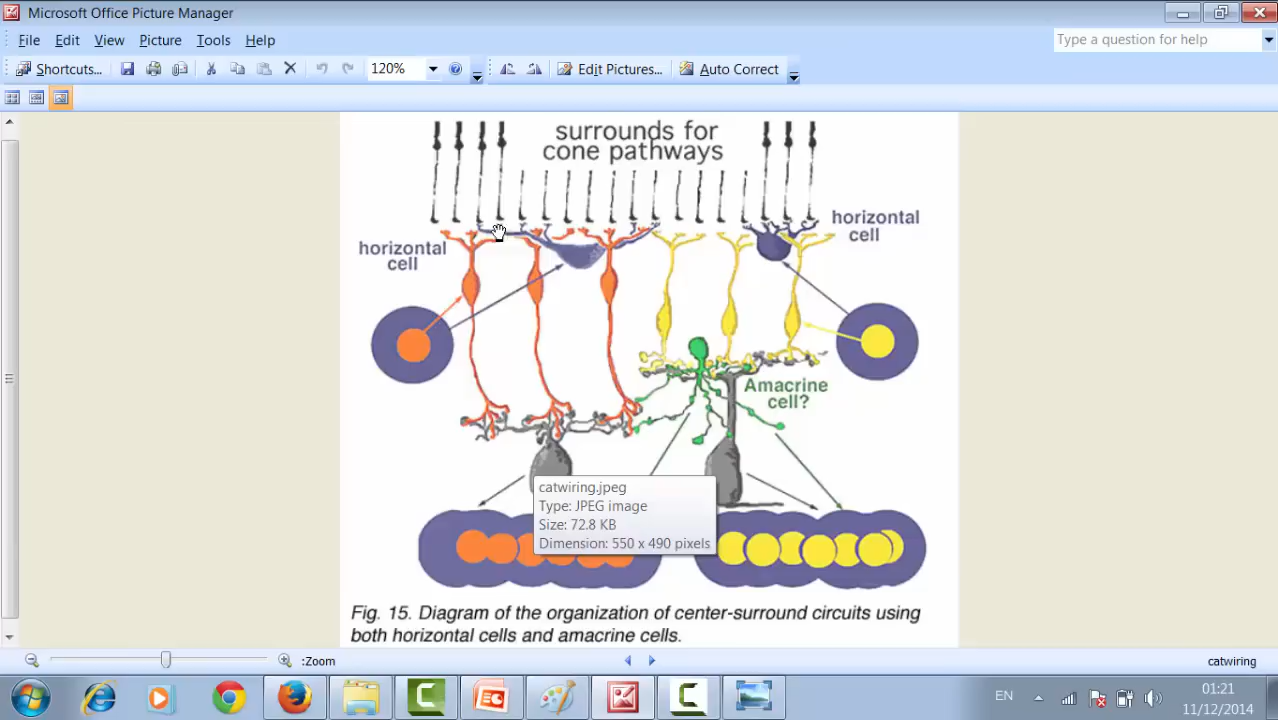 Microsoft Office Picture Manager
File Edit View Picture Tools Help
Type a question for help
Shortcuts...
120%
Edit Pictures...
Auto Correct
surrounds for
cone pathways
horizontal
cell
horizontal
cell
Amacrine
cell?
catwiring.jpeg
Type: JPEG image
Size: 72.8 KB
Dimension: 550 x 490 pixels
Fig. 15. Diagram of the organization of center-surround circuits using
both horizontal cells and amacrine cells.
:Zoom
catwiring
EN
01:21
11/12/2014